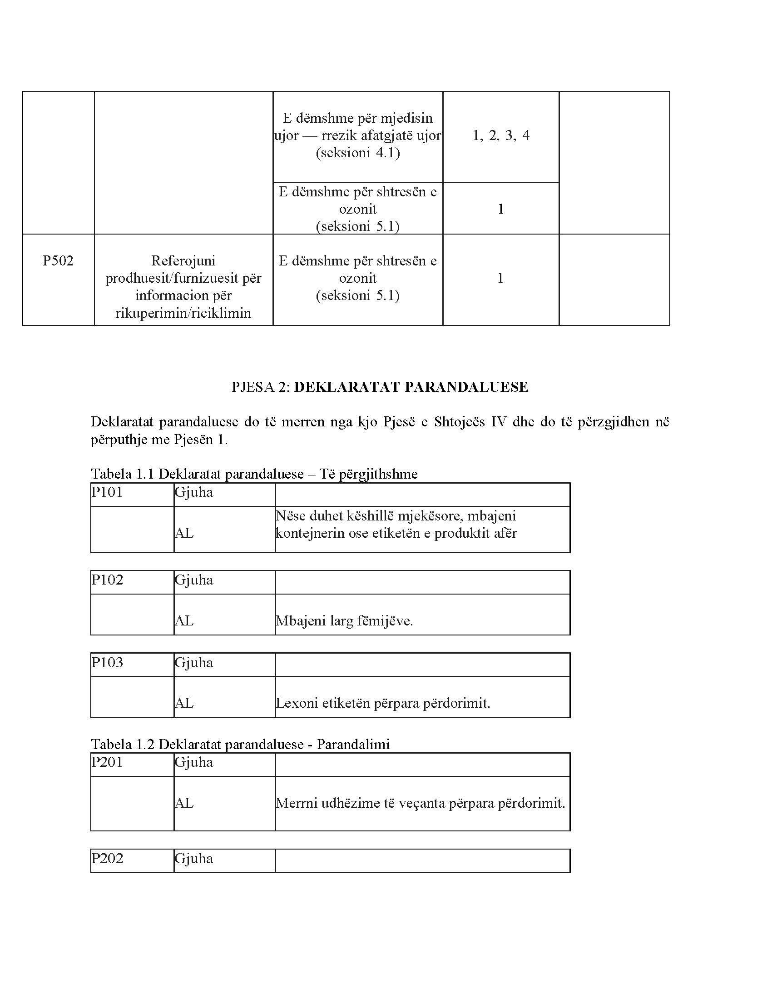 E dëmshme për mjedisin
ujor — rrezik afatgjatë ujor
(seksioni 4.1)
1, 2, 3, 4
E dëmshme për shtresën e
ozonit
(seksioni 5.1)
1
P502
Referojuni
prodhuesit/furnizuesit për
informacion për
rikuperimin/riciklimin
E dëmshme për shtresën e
ozonit
(seksioni 5.1)
1
PJESA 2: DEKLARATAT PARANDALUESE
Deklaratat parandaluese do të merren nga kjo Pjesë e Shtojcës IV dhe do të përzgjidhen në
përputhje me Pjesën 1.
Tabela 1.1 Deklaratat parandaluese – Të përgjithshme
P101 Gjuha
AL
Nëse duhet këshillë mjekësore, mbajeni
kontejnerin ose etiketën e produktit afër
P102 Gjuha
AL Mbajeni larg fëmijëve.
P103 Gjuha
AL Lexoni etiketën përpara përdorimit.
Tabela 1.2 Deklaratat parandaluese - Parandalimi
P201 Gjuha
AL Merrni udhëzime të veçanta përpara përdorimit.
P202 Gjuha